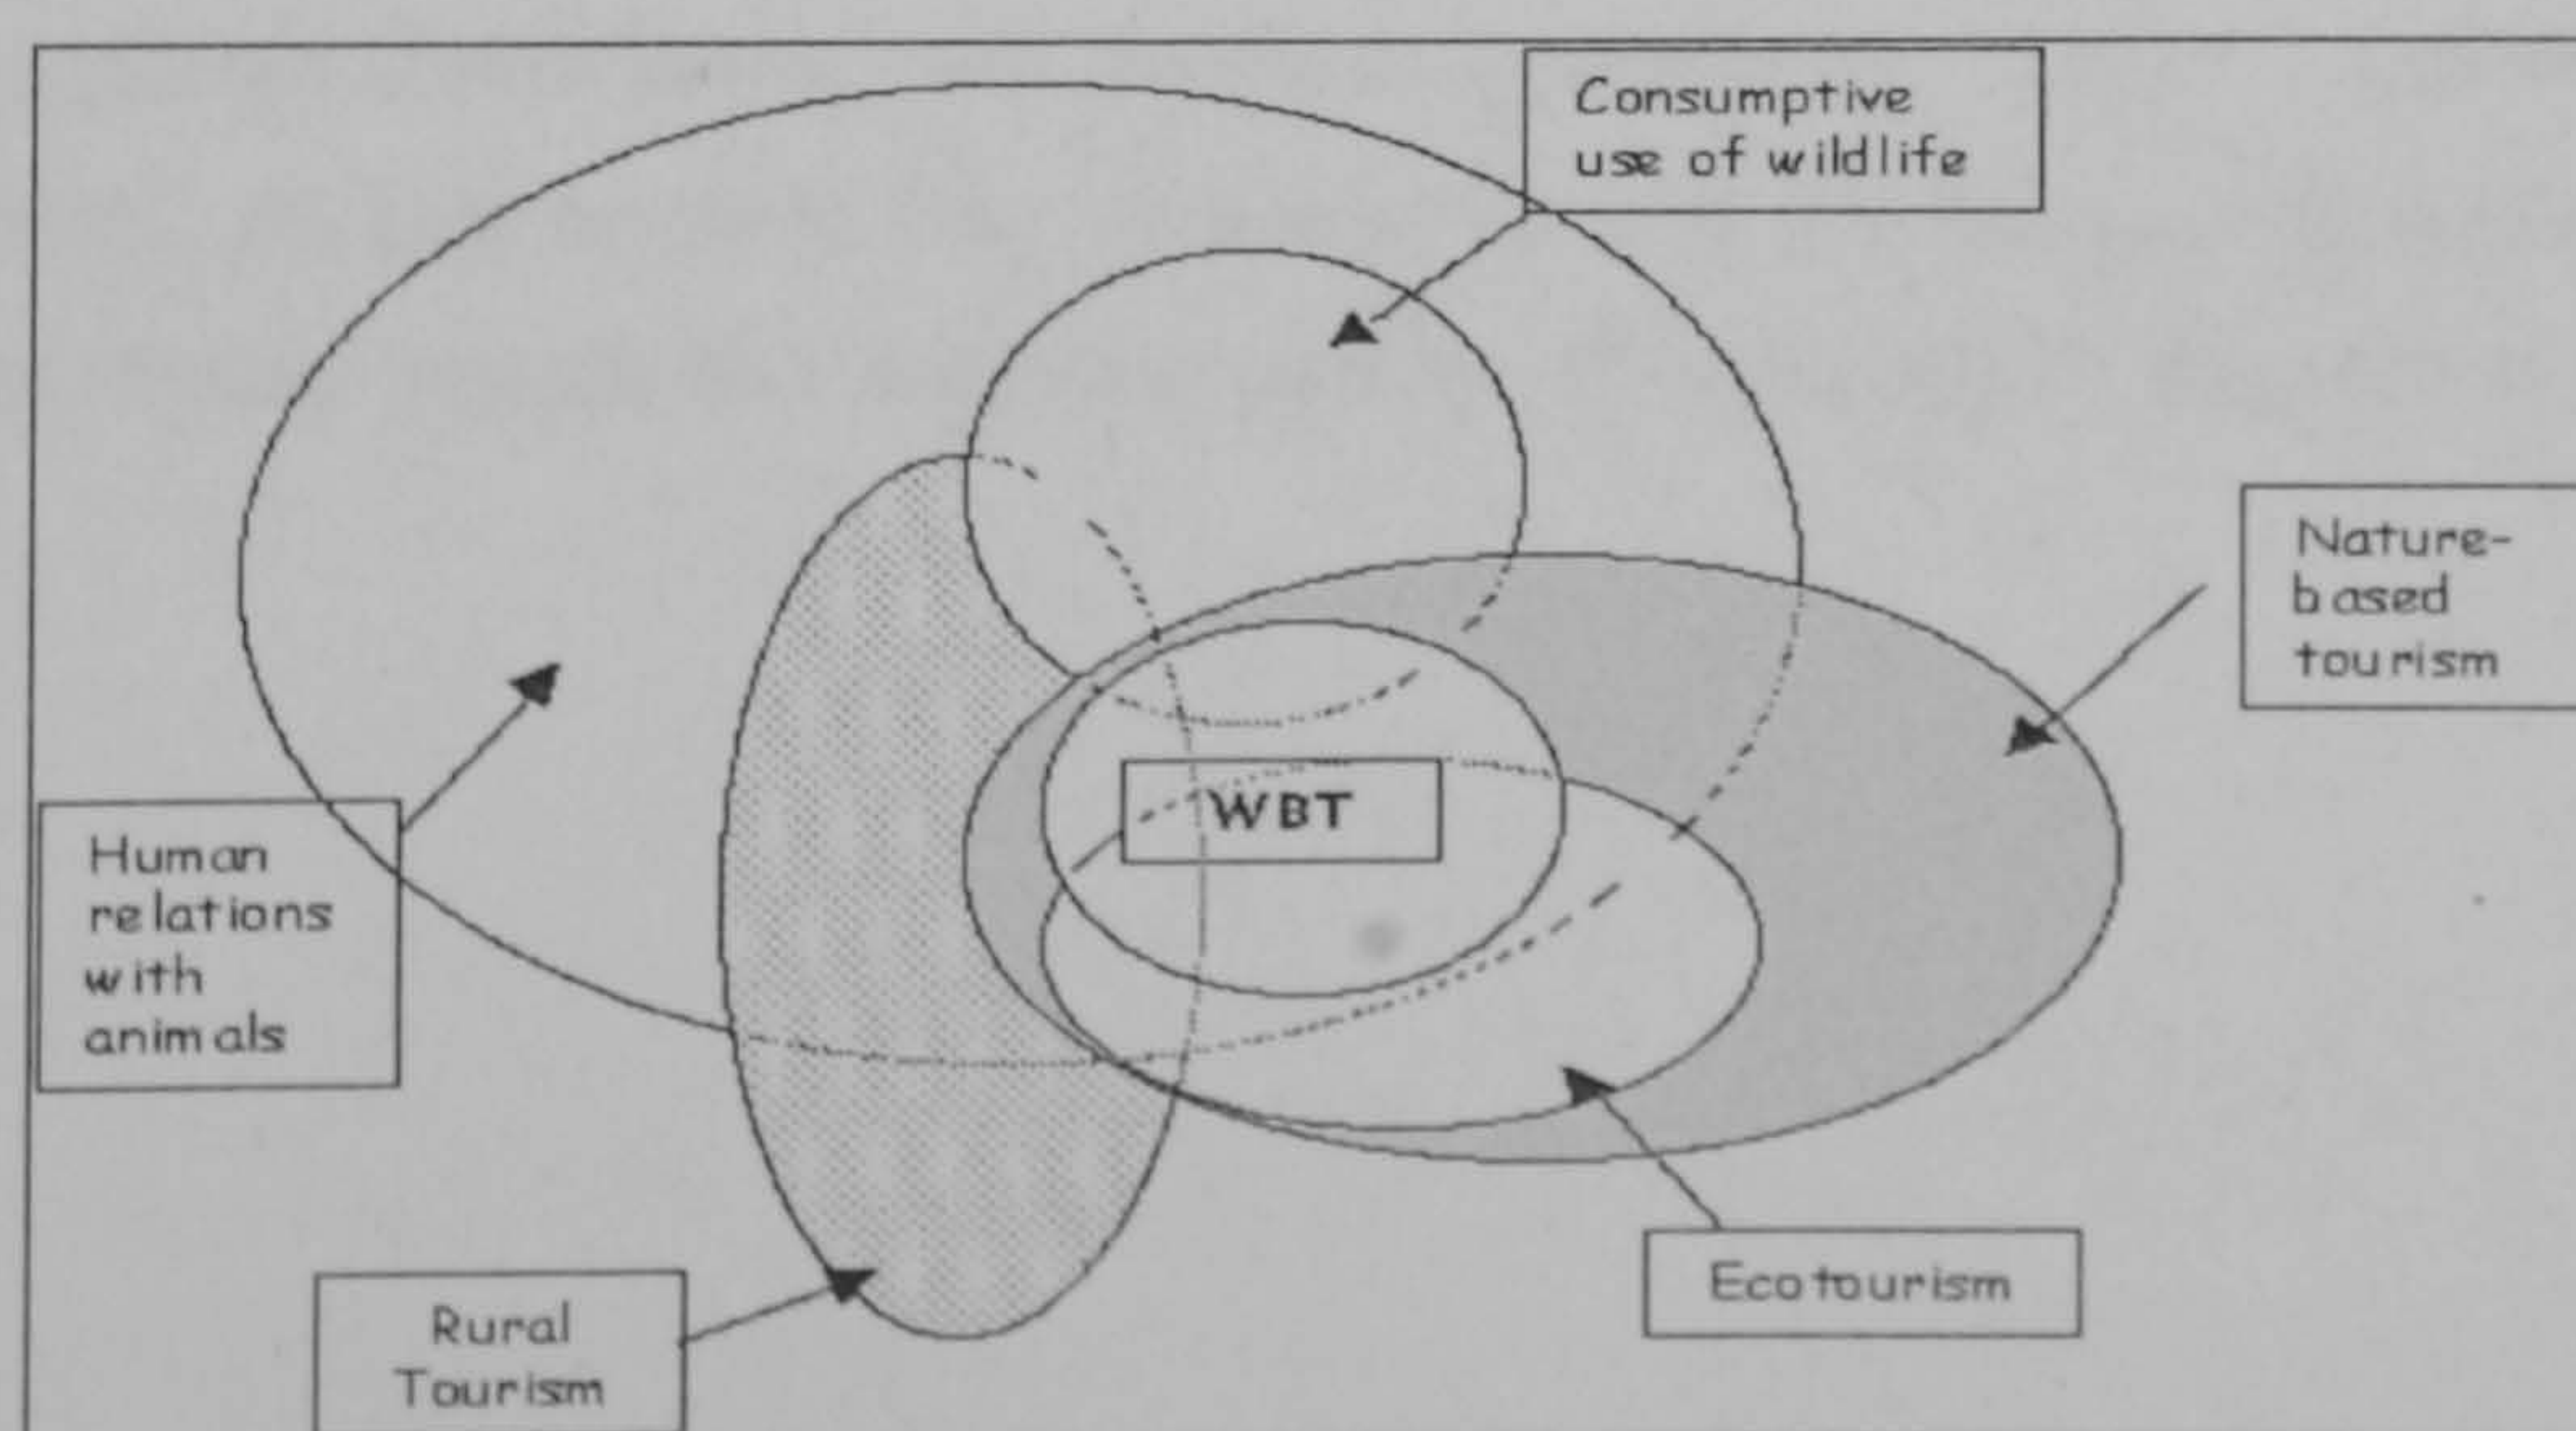 Consumptive
use of wildlife
Nature-
based
tourism
WBT
Human
relations
with
animals
Ecotourism
Rural
Tourism